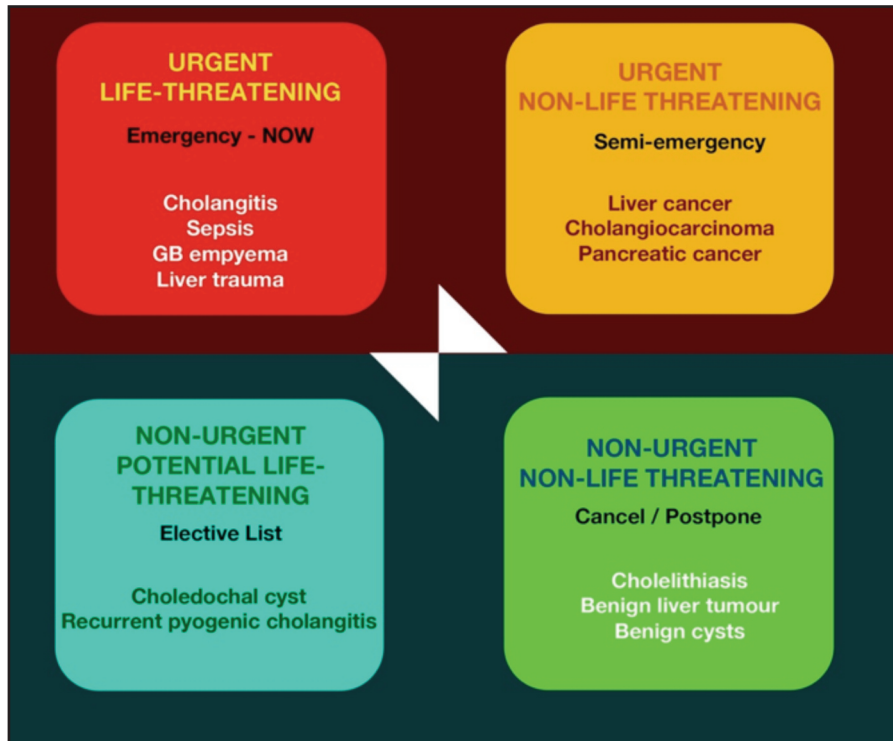 URGENT
LIFE-THREATENING
Emergency - NOW
Cholangitis
Sepsis
GB empyema
Liver trauma
URGENT
NON-LIFE THREATENING
Semi-emergency
Liver cancer
Cholangiocarcinoma
Pancreatic cancer
NON-URGENT
POTENTIAL LIFE-
THREATENING
Elective List
Choledochal cyst
Recurrent pyogenic cholangitis
NON-URGENT
NON-LIFE THREATENING
Cancel / Postpone
Cholelithiasis
Benign liver tumour
Benign cysts